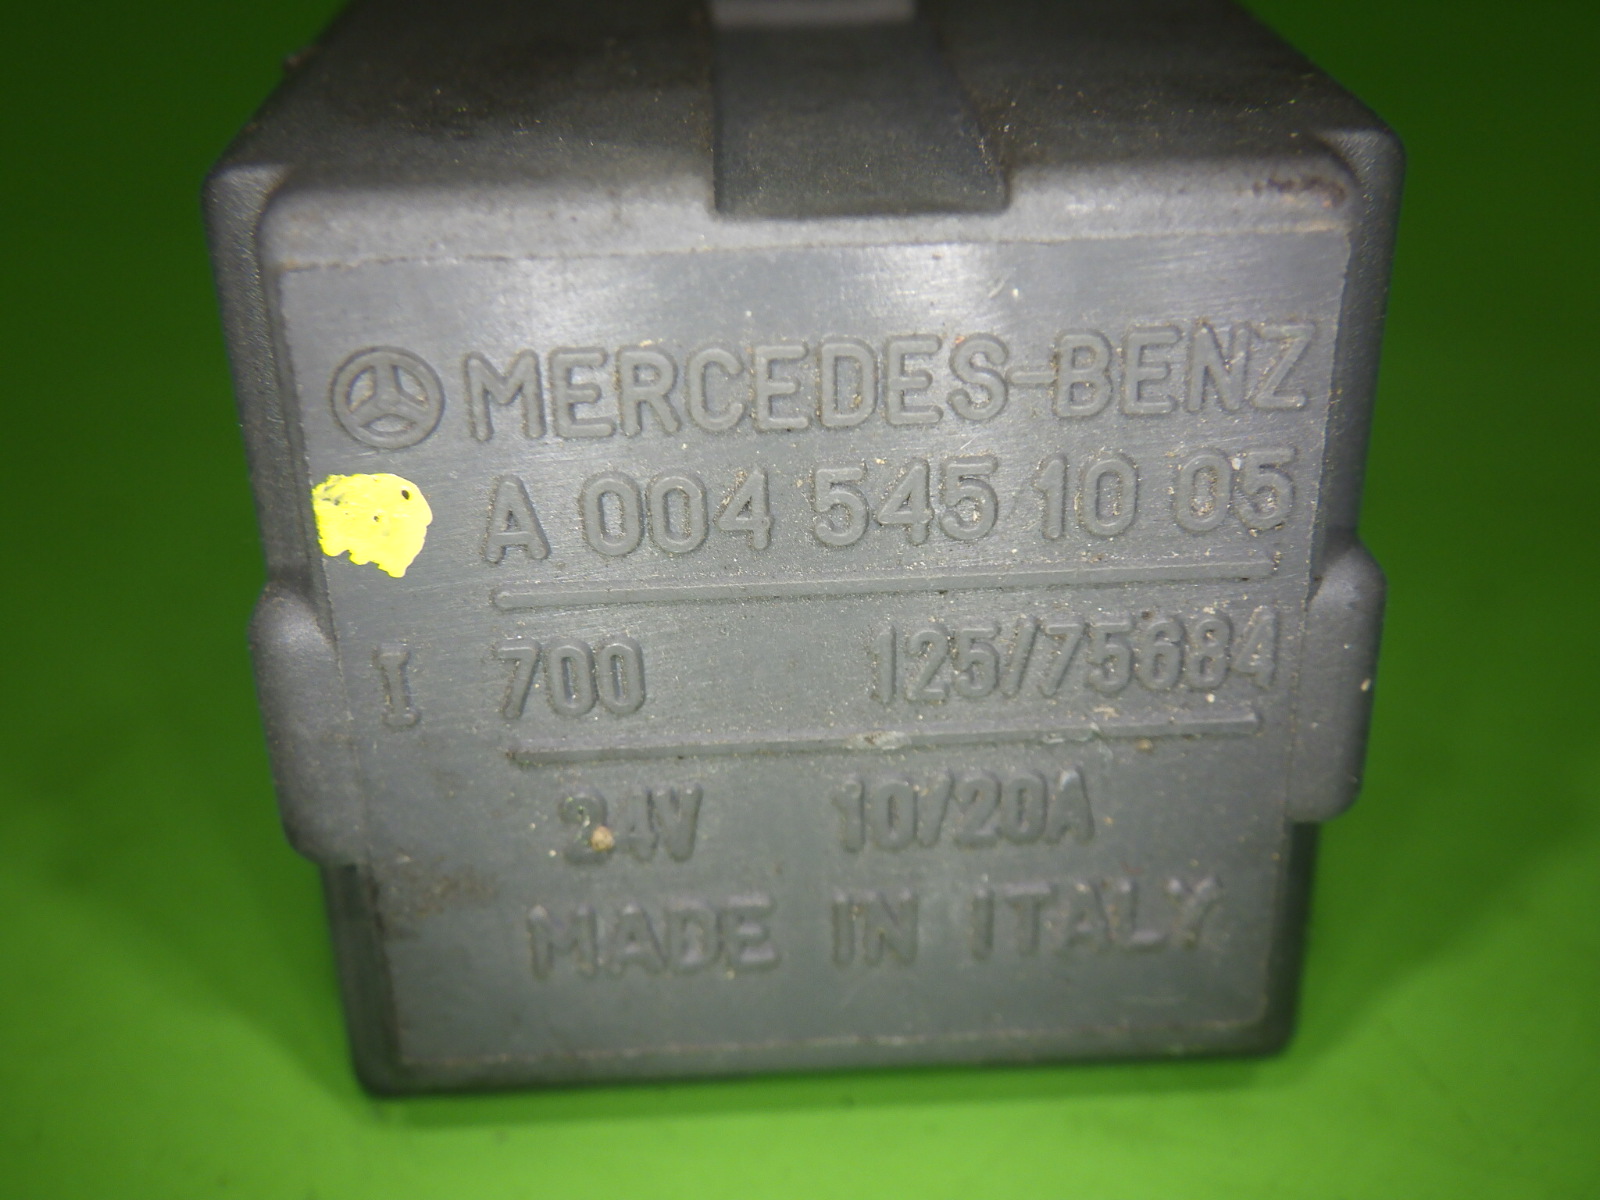 MERCEDES-BENZ
A 004 545 10 05
I 700 125/75684
24V 10/20A
MADE IN ITALY